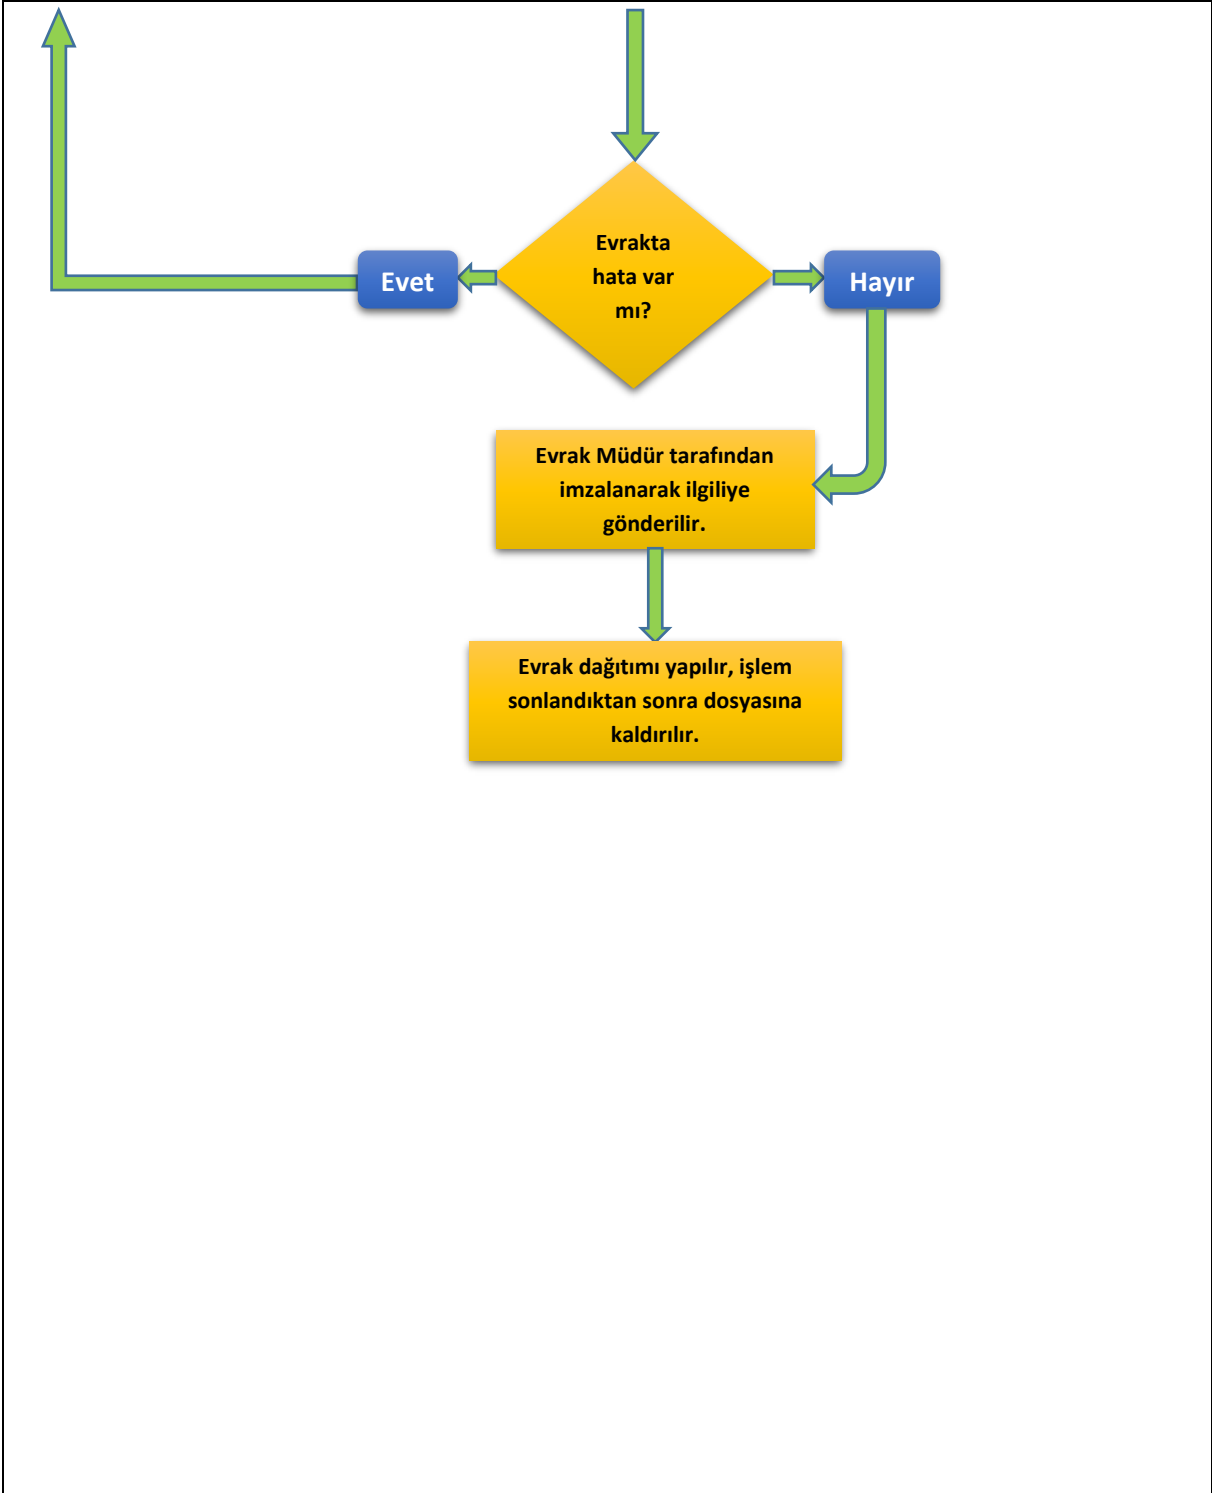 Evrakta
hata var
mı?
Evet
Hayır
Evrak Müdür tarafından
imzalanarak ilgiliye
gönderilir.
Evrak dağıtımı yapılır, işlem
sonlandıktan sonra dosyasına
kaldırılır.